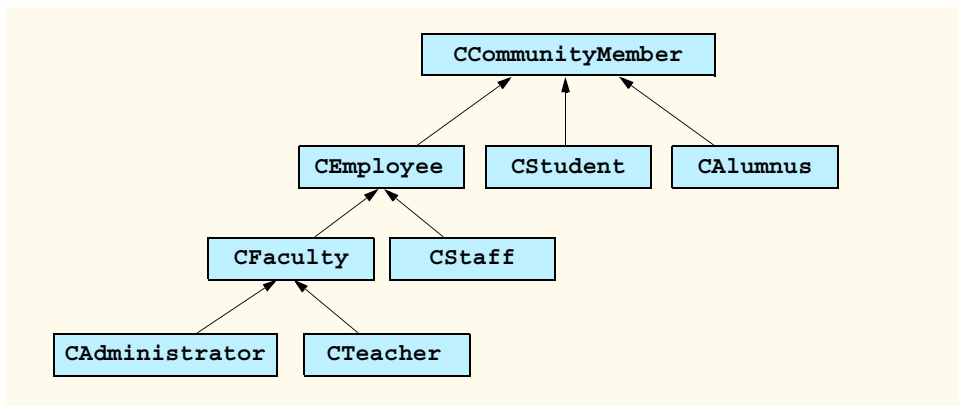 CCommunityMember
CEmployee
CStudent
CAlumnus
CFaculty
CStaff
CAdministrator
CTeacher